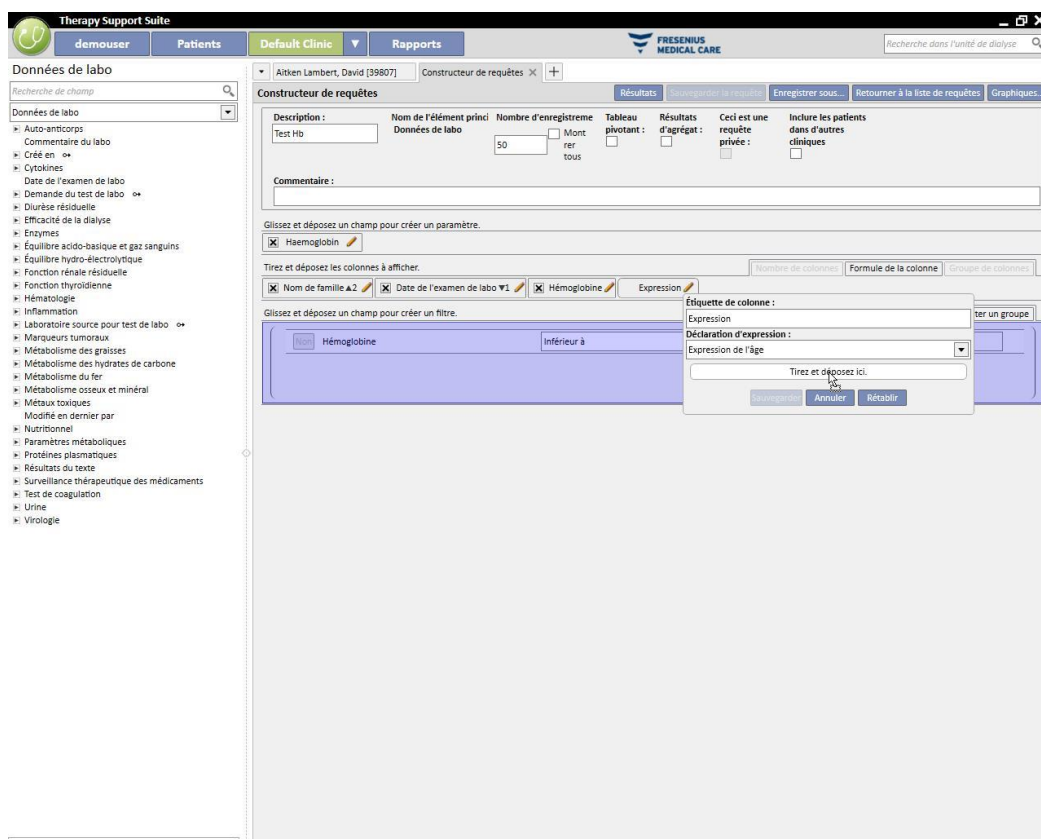 Therapy Support Suite
demouser Patients Default Clinic Rapports FRESENIUS MEDICAL CARE Recherche dans l'unité de dialyse
Données de labo
Recherche de champ
Données de labo
Auto-anticorps
Commentaire du labo
Créé en
Cytokines
Date de l'examen de labo
Demande du test de labo
Diurèse résiduelle
Efficacité de la dialyse
Enzymes
Équilibre acido-basique et gaz sanguins
Équilibre hydro-électrolytique
Fonction rénale résiduelle
Fonction thyroïdienne
Hématologie
Inflammation
Laboratoire source pour test de labo
Marqueurs tumoraux
Métabolisme des graisses
Métabolisme des hydrates de carbone
Métabolisme du fer
Métabolisme osseux et minéral
Métaux toxiques
Modifié en dernier par
Nutritionnel
Paramètres métaboliques
Protéines plasmatiques
Résultats du texte
Surveillance thérapeutique des médicaments
Test de coagulation
Urine
Virologie
Aitken Lambert, David [39807] Constructeur de requêtes
Constructeur de requêtes Résultats Sauvegarder la requête Enregistrer sous... Retourner à la liste de requêtes Graphiques...
Description : Nom de l'élément princi Nombre d'enregistreme Tableau Résultats Ceci est une Inclure les patients
Test Hb Données de labo Mont pivotant : d'agrégat : requête dans d'autres
50 rer privée : cliniques
tous
Commentaire :
Glissez et déposez un champ pour créer un paramètre.
Haemoglobin
Tirez et déposez les colonnes à afficher. Nombre de colonnes Formule de la colonne Groupe de colonnes
Nom de famille ▲2 Date de l'examen de labo ▼1 Hémoglobine Expression
Glissez et déposez un champ pour créer un filtre. ter un groupe
Non Hémoglobine Inférieur à
Étiquette de colonne :
Expression
Déclaration d'expression :
Expression de l'âge
Tirez et déposez ici.
Sauvegarder Annuler Rétablir